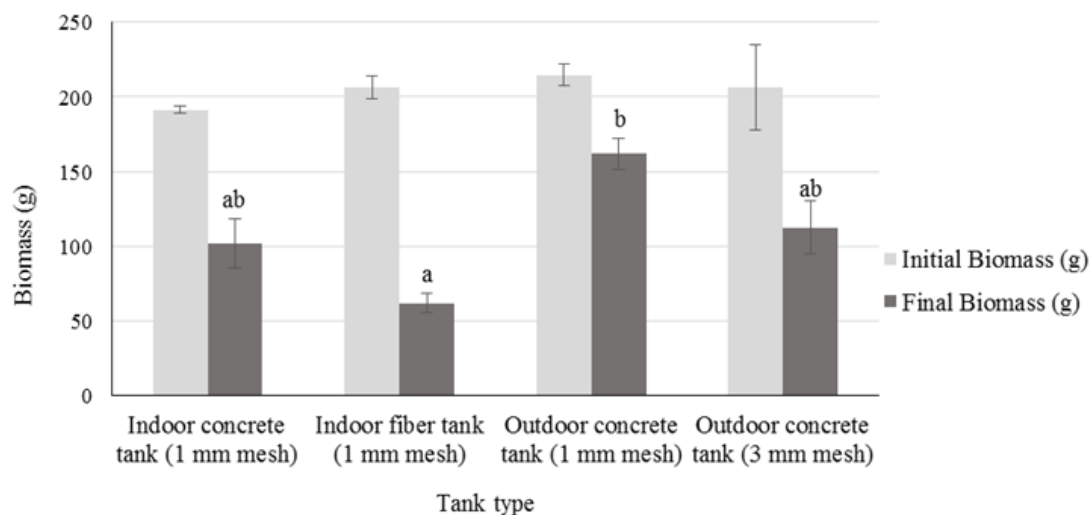 250
200
150
100
50
0
Biomass (g)
ab
a
b
ab
Initial Biomass (g)
Final Biomass (g)
Indoor concrete
tank (1 mm mesh)
Indoor fiber tank
(1 mm mesh)
Outdoor concrete
tank (1 mm mesh)
Outdoor concrete
tank (3 mm mesh)
Tank type